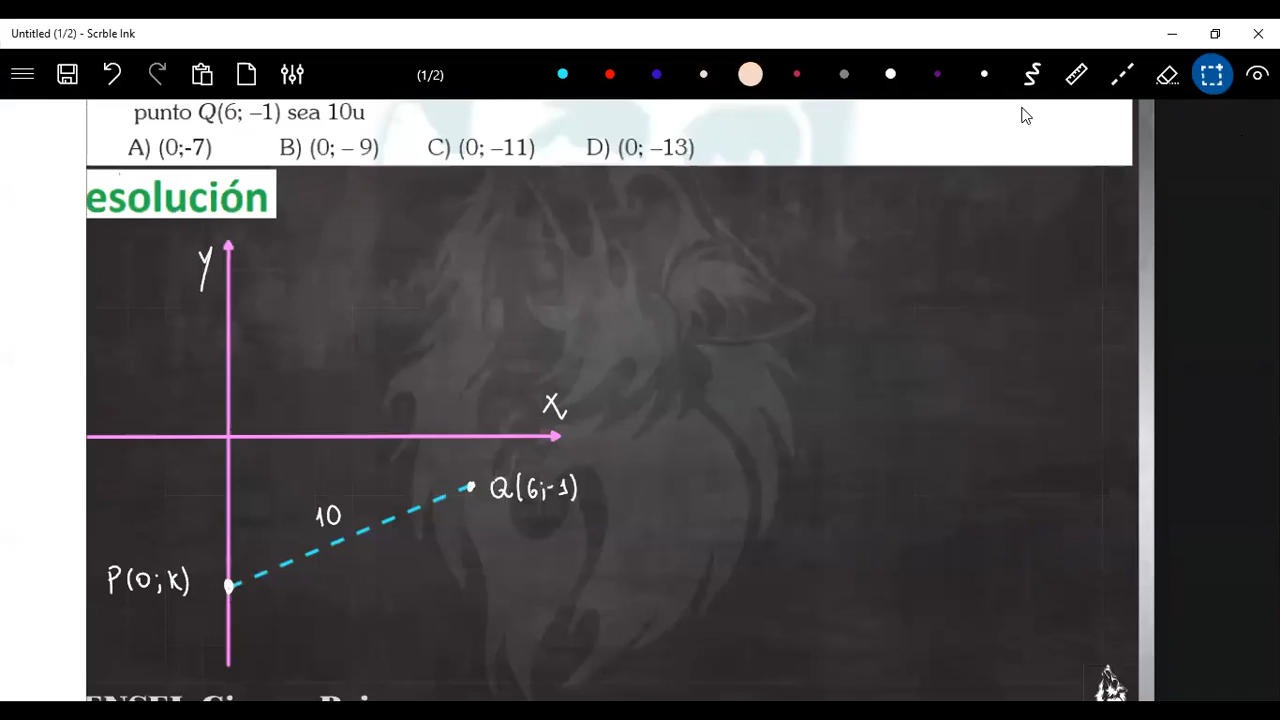 Untitled (1/2) - Scrble Ink
(1/2)
punto Q(6; –1) sea 10u
A) (0;-7) B) (0; – 9) C) (0; –11) D) (0; –13)
esolución
y
x
Q(6;-1)
10
P(0;k)